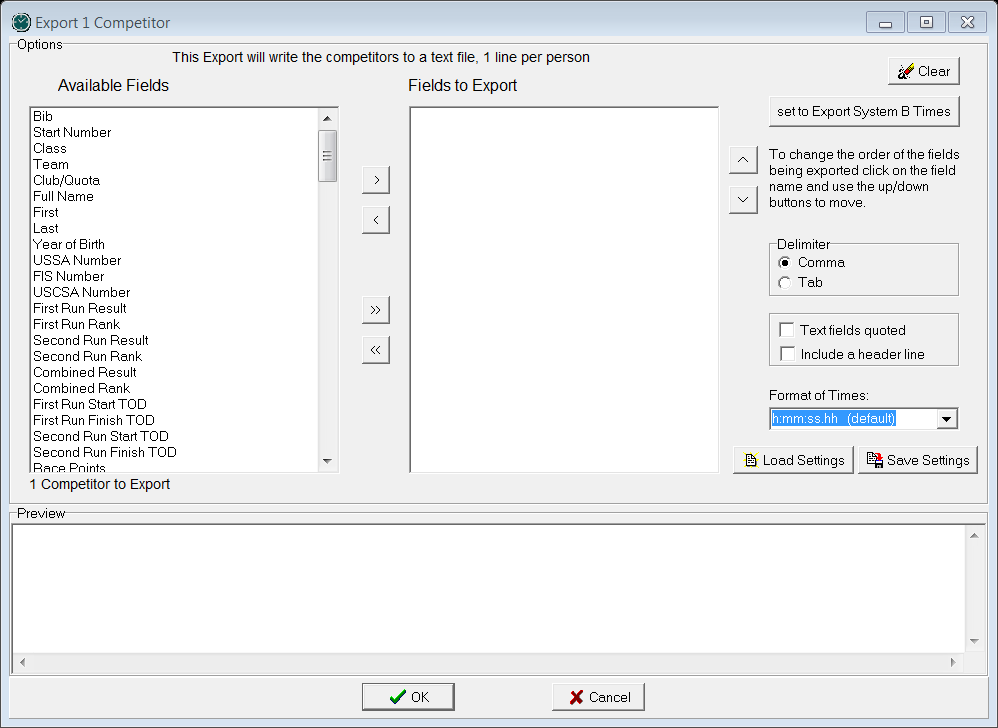 Export 1 Competitor
Options
This Export will write the competitors to a text file, 1 line per person
Available Fields
Fields to Export
Clear
set to Export System B Times
Bib
Start Number
Class
Team
Club/Quota
Full Name
First
Last
Year of Birth
USSA Number
FIS Number
USCSA Number
First Run Result
First Run Rank
Second Run Result
Second Run Rank
Combined Result
Combined Rank
First Run Start TOD
First Run Finish TOD
Second Run Start TOD
Second Run Finish TOD
Race Points
>
<
>>
<<
To change the order of the fields
being exported click on the field
name and use the up/down
buttons to move.
Delimiter
Comma
Tab
Text fields quoted
Include a header line
Format of Times:
h:mm:ss.hh (default)
Load Settings
Save Settings
1 Competitor to Export
Preview
OK
Cancel